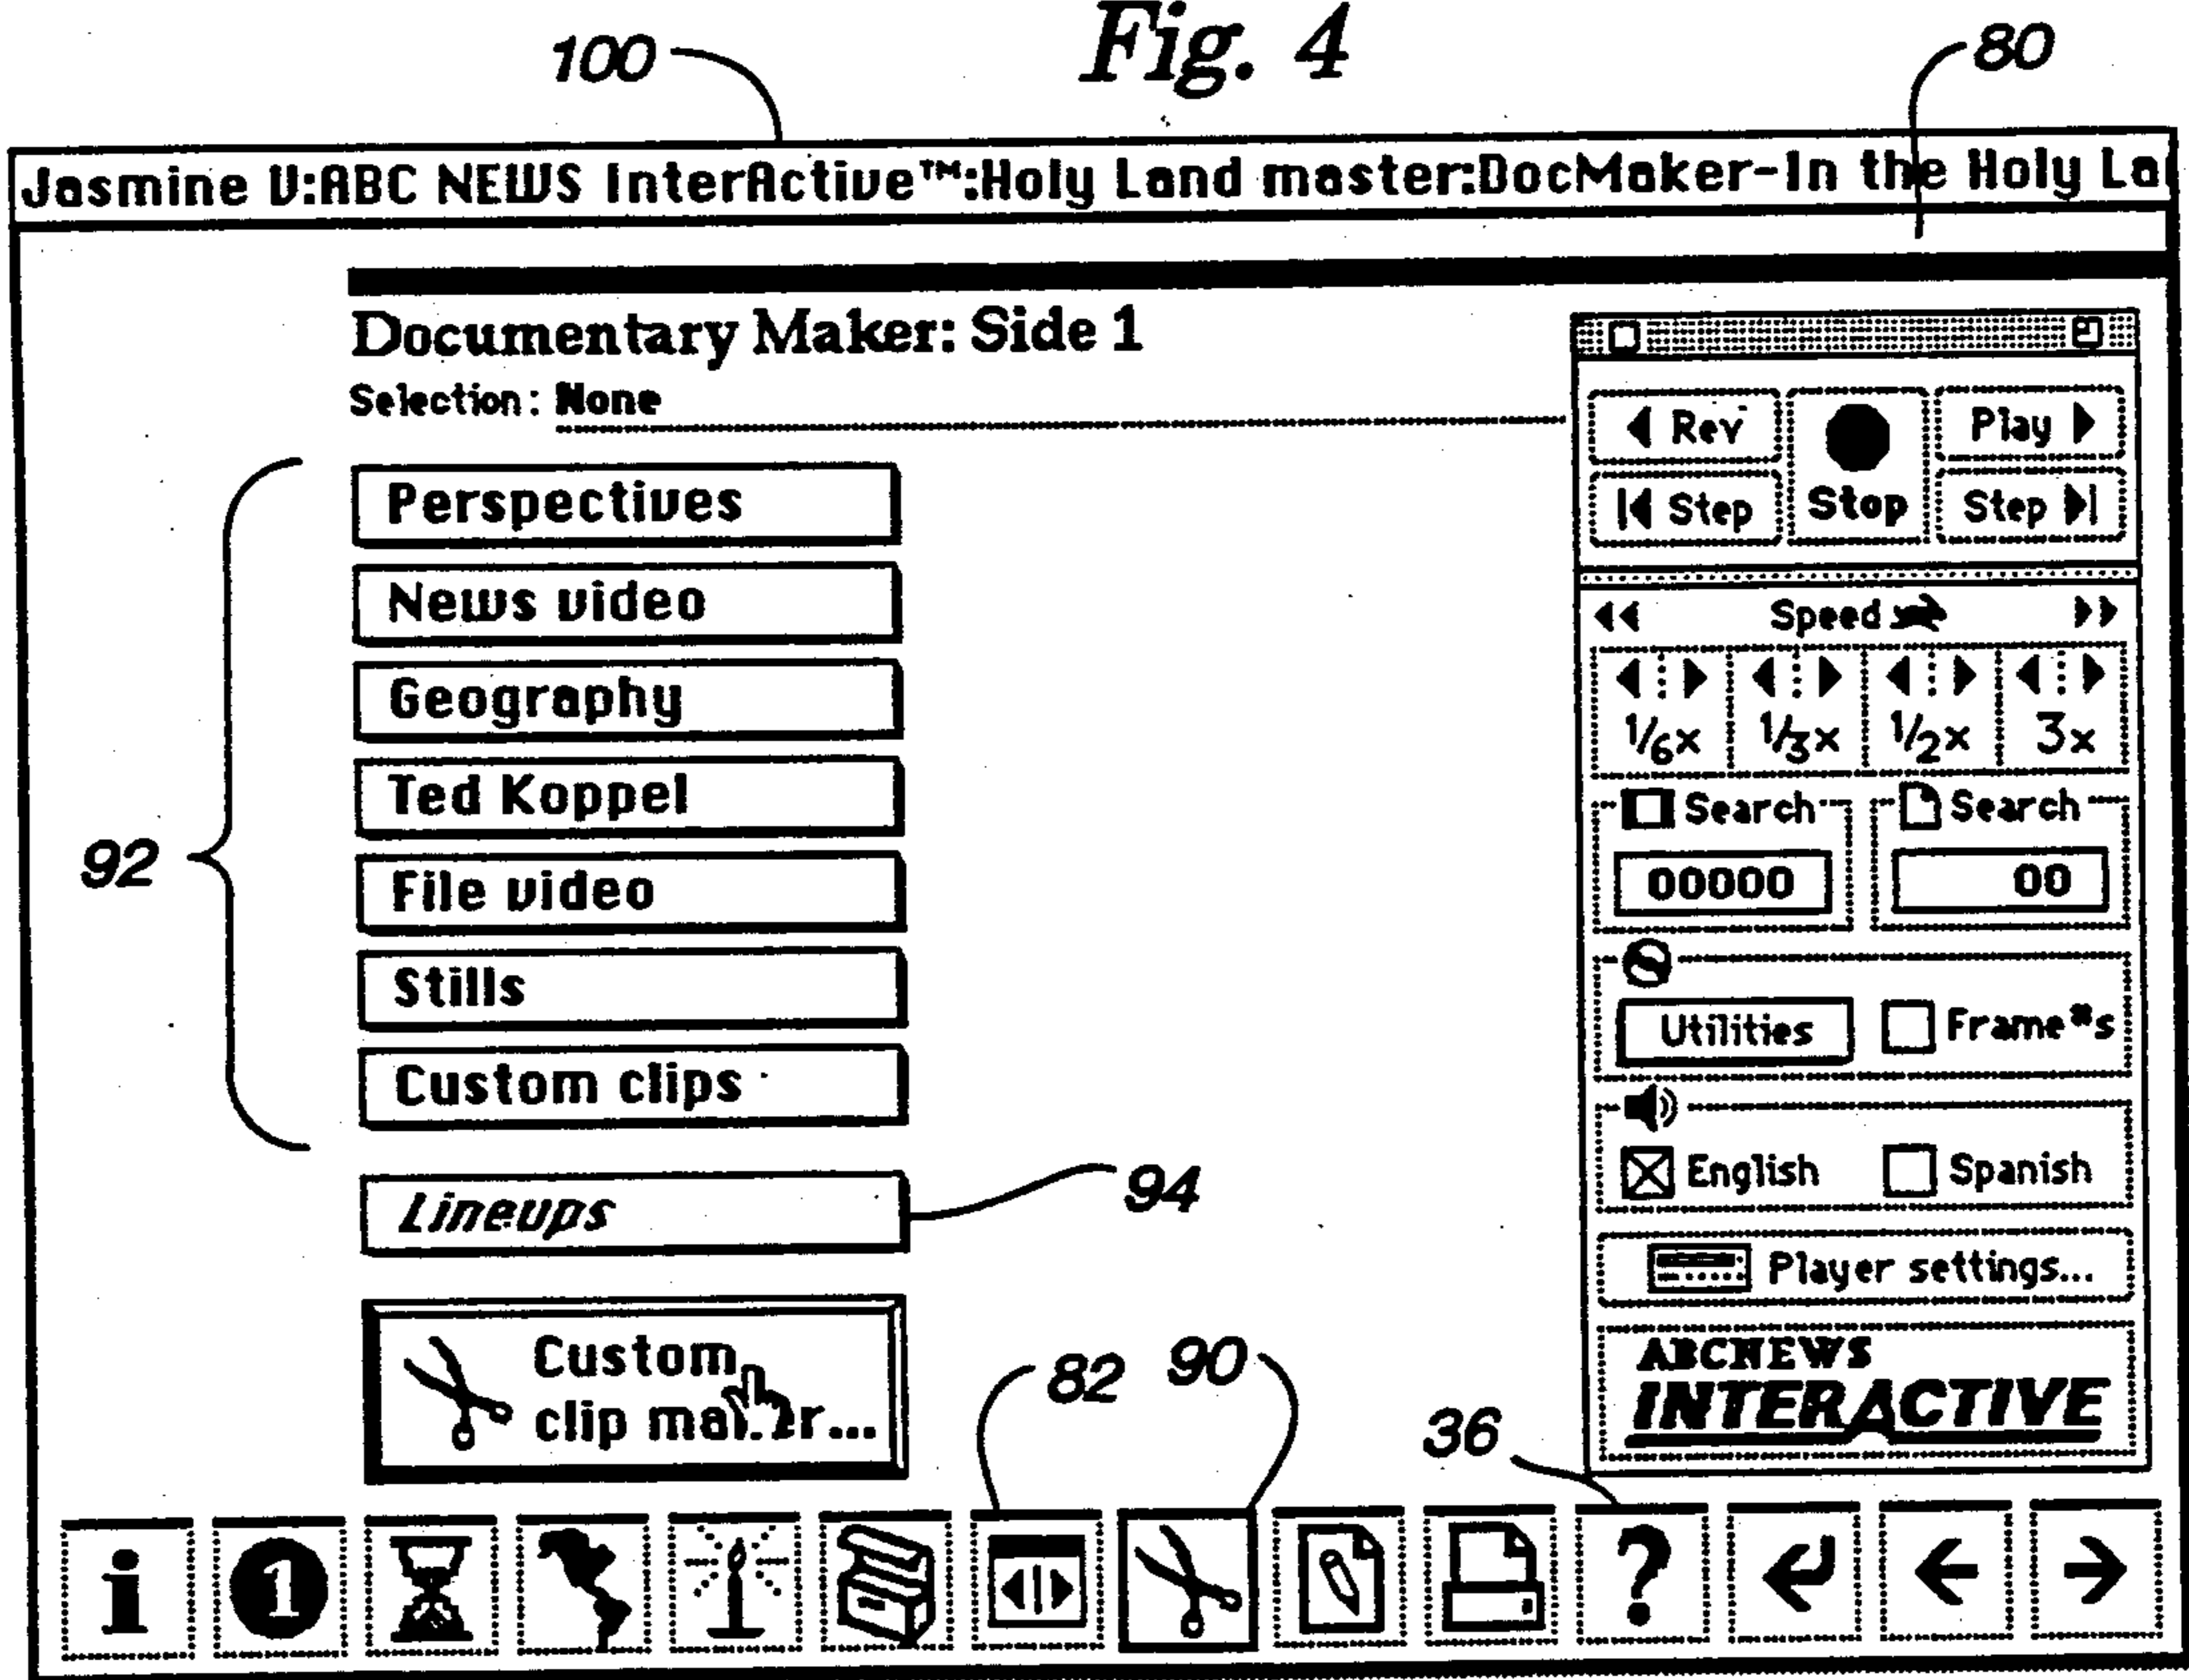 Fig. 4
100
80
Jasmine V:ABC NEWS InterActive™:Holy Land master:DocMaker-In the Holy La
Documentary Maker: Side 1
Selection: None
Perspectives
News video
Geography
Ted Koppel
File video
Stills
Custom clips
92
Lineups
94
Custom
clip maker...
82
90
36
Rev
Stop
Play
Step
Step
Speed
1/6x
1/3x
1/2x
3x
Search
Search
00000
00
Utilities
Frame#s
English
Spanish
Player settings...
ABCNEWS
INTERACTIVE
i
1
?